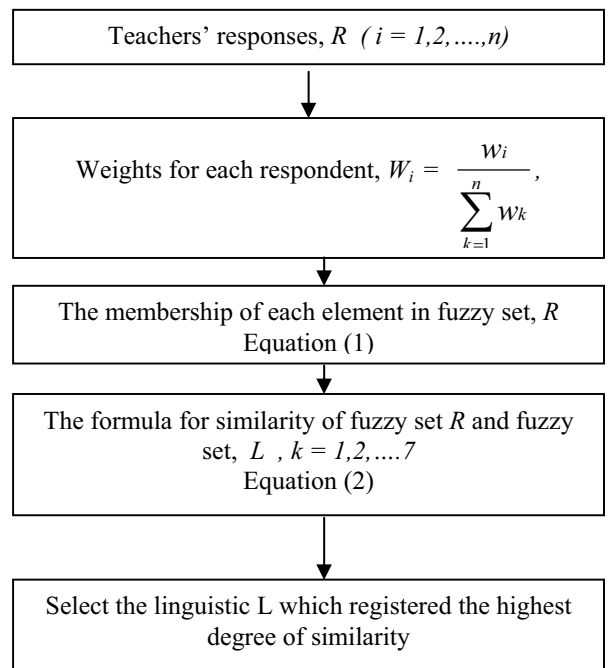 Teachers’ responses, R ( i = 1,2,....,n)
Weights for each respondent, Wi = wi / ∑ k=1 n wk ,
The membership of each element in fuzzy set, R
Equation (1)
The formula for similarity of fuzzy set R and fuzzy
set, L , k = 1,2,....7
Equation (2)
Select the linguistic L which registered the highest
degree of similarity